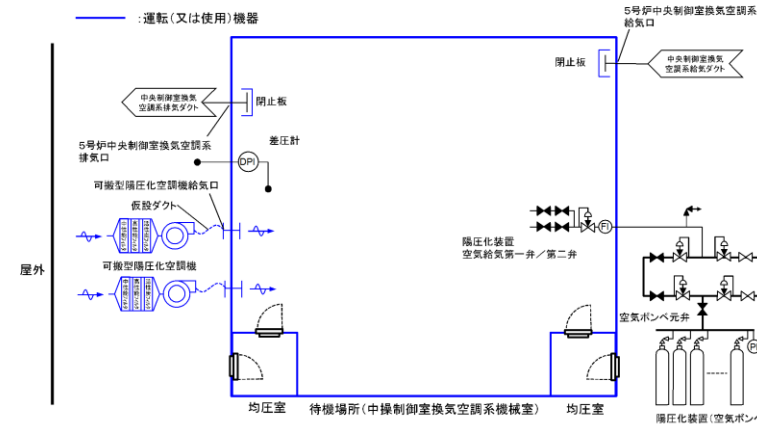 :運転(又は使用)機器
5号炉中央制御室換気空調系
給気口
閉止板
中央制御室換気
空調系給気ダクト
中央制御室換気
空調系排気ダクト
閉止板
5号炉中央制御室換気空調系
排気口
差圧計
DPI
可搬型陽圧化空調機給気口
仮設ダクト
FI
陽圧化装置
空気給気第一弁/第二弁
屋外
可搬型陽圧化空調機
空気ボンベ元弁
均圧室
待機場所(中操制御室換気空調系機械室)
均圧室
陽圧化装置(空気ボンベ